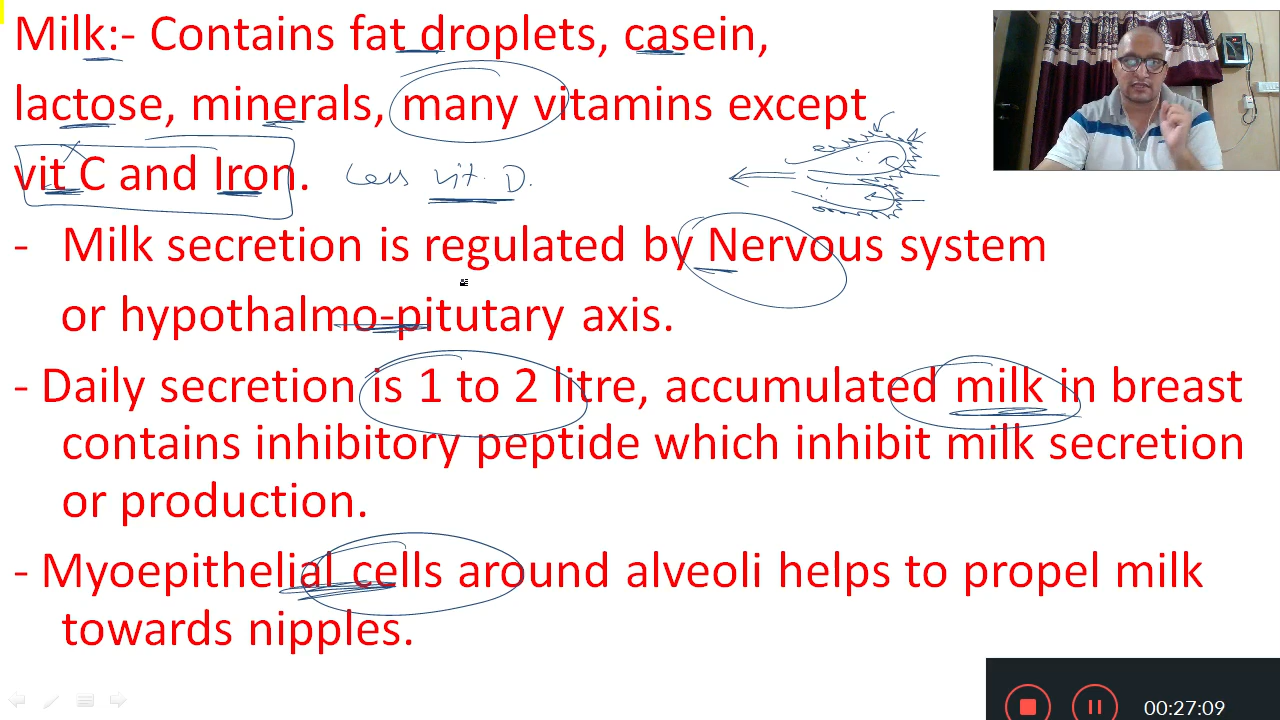 Milk:- Contains fat droplets, casein,
lactose, minerals, many vitamins except
vit C and Iron. Less vit. D.
- Milk secretion is regulated by Nervous system
or hypothalmo-pitutary axis.
- Daily secretion is 1 to 2 litre, accumulated milk in breast
contains inhibitory peptide which inhibit milk secretion
or production.
- Myoepithelial cells around alveoli helps to propel milk
towards nipples.
00:27:09